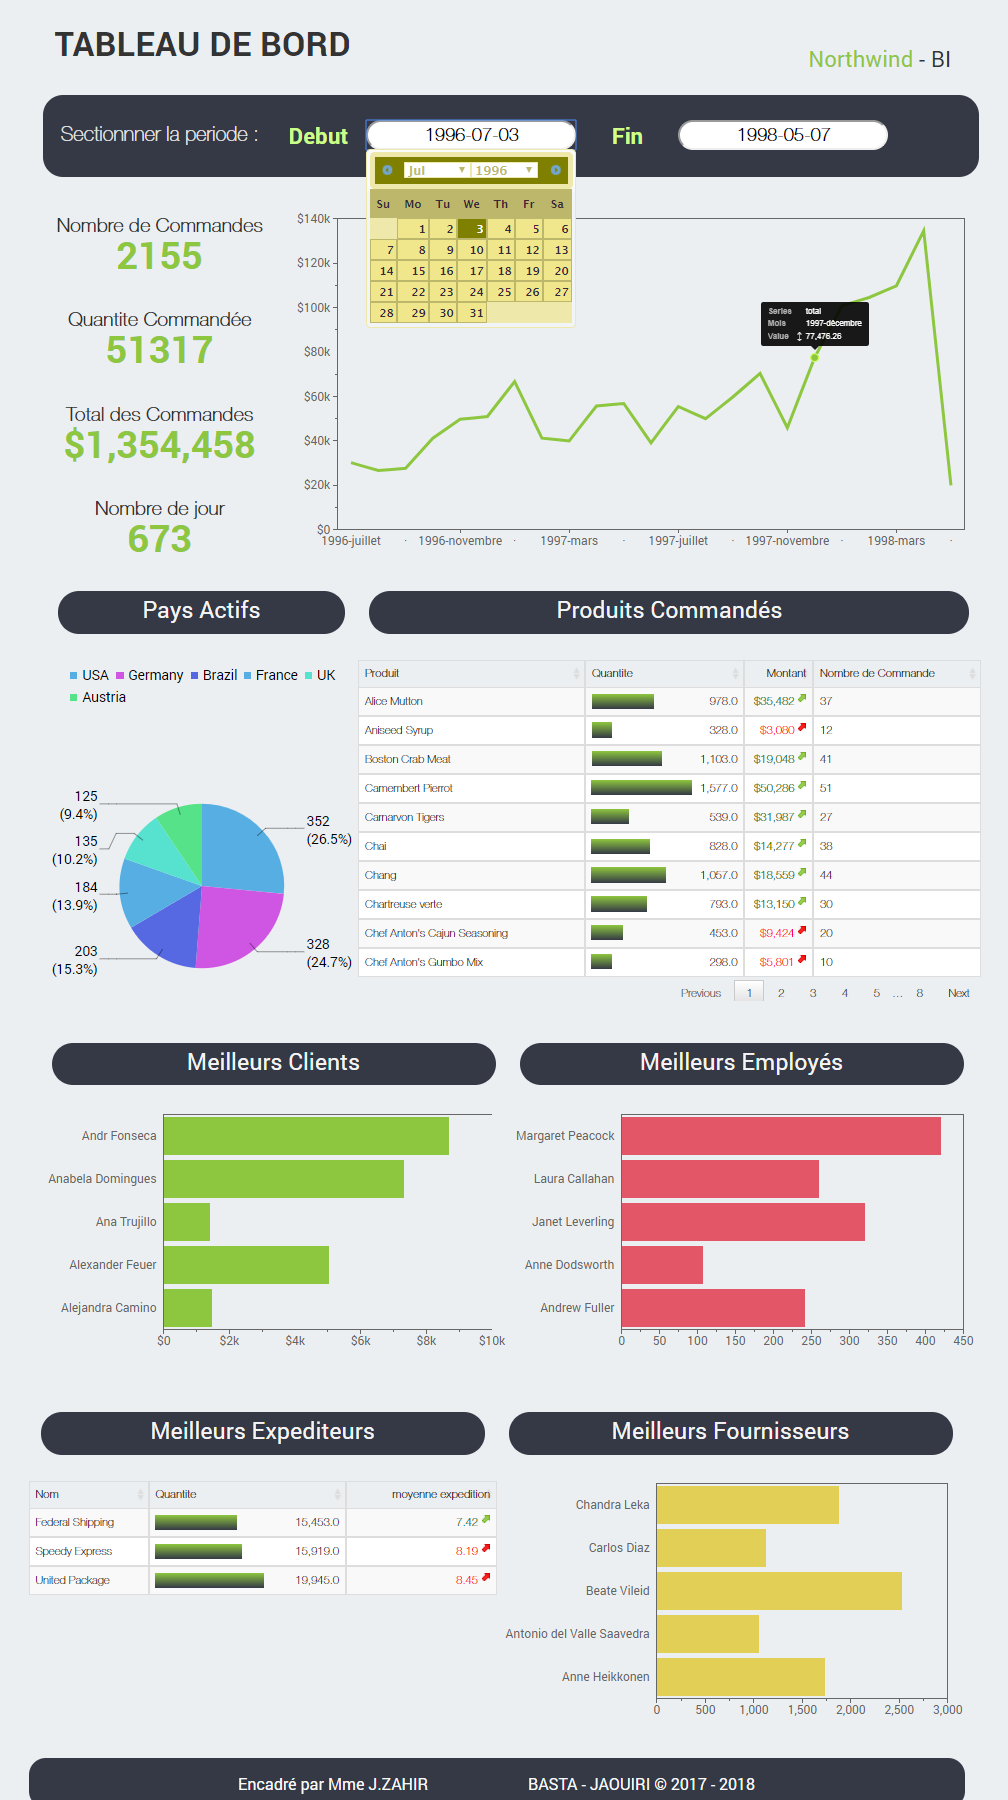 TABLEAU DE BORD
Northwind - BI
Sectionnner la periode :
Debut
1996-07-03
Fin
1998-05-07
Jul 1996
Su Mo Tu We Th Fr Sa
1 2 3 4 5 6
7 8 9 10 11 12 13
14 15 16 17 18 19 20
21 22 23 24 25 26 27
28 29 30 31
Nombre de Commandes
2155
Quantite Commandée
51317
Total des Commandes
$1,354,458
Nombre de jour
673
$140k
$120k
$100k
$80k
$60k
$40k
$20k
$0
Series total
Mois 1997-décembre
Value 77,476.26
1996-juillet 1996-novembre 1997-mars 1997-juillet 1997-novembre 1998-mars
Pays Actifs
USA Germany Brazil France UK
Austria
125
(9.4%)
135
(10.2%)
184
(13.9%)
203
(15.3%)
352
(26.5%)
328
(24.7%)
Produits Commandés
Produit Quantite Montant Nombre de Commande
Alice Mutton 978.0 $35,482 37
Aniseed Syrup 328.0 $3,080 12
Boston Crab Meat 1,103.0 $19,048 41
Camembert Pierrot 1,577.0 $50,286 51
Carnarvon Tigers 539.0 $31,987 27
Chai 828.0 $14,277 38
Chang 1,057.0 $18,559 44
Chartreuse verte 793.0 $13,150 30
Chef Anton's Cajun Seasoning 453.0 $9,424 20
Chef Anton's Gumbo Mix 298.0 $5,801 10
Previous 1 2 3 4 5 ... 8 Next
Meilleurs Clients
Andr Fonseca
Anabela Domingues
Ana Trujillo
Alexander Feuer
Alejandra Camino
$0 $2k $4k $6k $8k $10k
Meilleurs Employés
Margaret Peacock
Laura Callahan
Janet Leverling
Anne Dodsworth
Andrew Fuller
0 50 100 150 200 250 300 350 400 450
Meilleurs Expediteurs
Nom Quantite moyenne expedition
Federal Shipping 15,453.0 7.42
Speedy Express 15,919.0 8.19
United Package 19,945.0 8.45
Meilleurs Fournisseurs
Chandra Leka
Carlos Diaz
Beate Vileid
Antonio del Valle Saavedra
Anne Heikkonen
0 500 1,000 1,500 2,000 2,500 3,000
Encadré par Mme J.ZAHIR
BASTA - JAOUIRI © 2017 - 2018